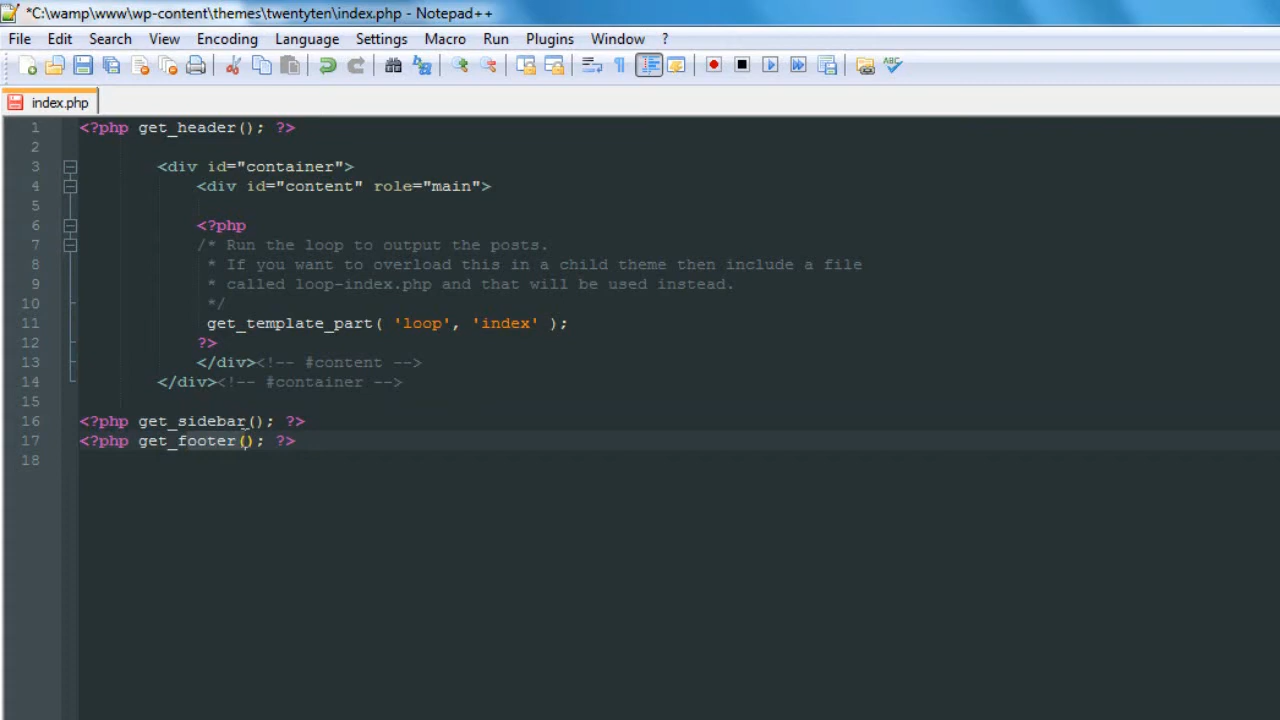 *C:\wamp\www\wp-content\themes\twentyten\index.php - Notepad++
File Edit Search View Encoding Language Settings Macro Run Plugins Window ?
ABC
index.php
1 <?php get_header(); ?>
2
3 <div id="container">
4 <div id="content" role="main">
5
6 <?php
7 /* Run the loop to output the posts.
8 * If you want to overload this in a child theme then include a file
9 * called loop-index.php and that will be used instead.
10 */
11 get_template_part( 'loop', 'index' );
12 ?>
13 </div><!-- #content -->
14 </div><!-- #container -->
15
16 <?php get_sidebar(); ?>
17 <?php get_footer(); ?>
18